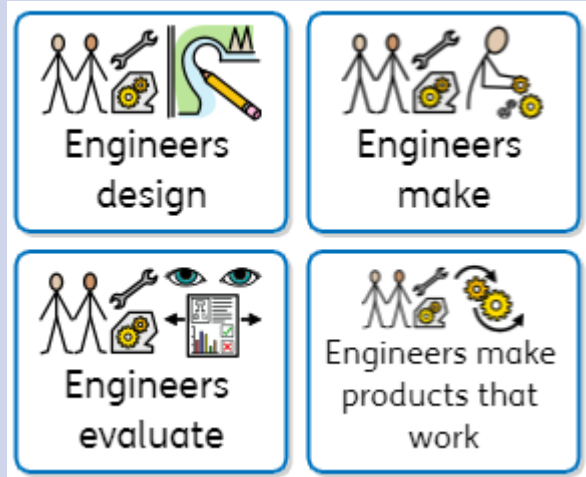 Engineers
design
Engineers
make
Engineers
evaluate
Engineers make
products that
work